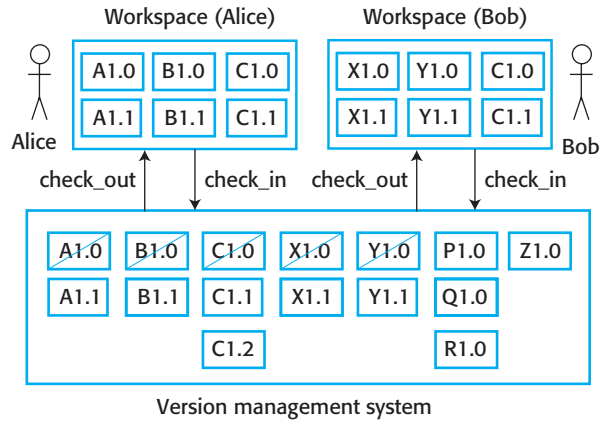 Workspace (Alice) Workspace (Bob)
A1.0 B1.0 C1.0 X1.0 Y1.0 C1.0
A1.1 B1.1 C1.1 X1.1 Y1.1 C1.1
Alice Bob
check_out check_in check_out check_in
A1.0 B1.0 C1.0 X1.0 Y1.0 P1.0 Z1.0
A1.1 B1.1 C1.1 X1.1 Y1.1 Q1.0
C1.2 R1.0
Version management system